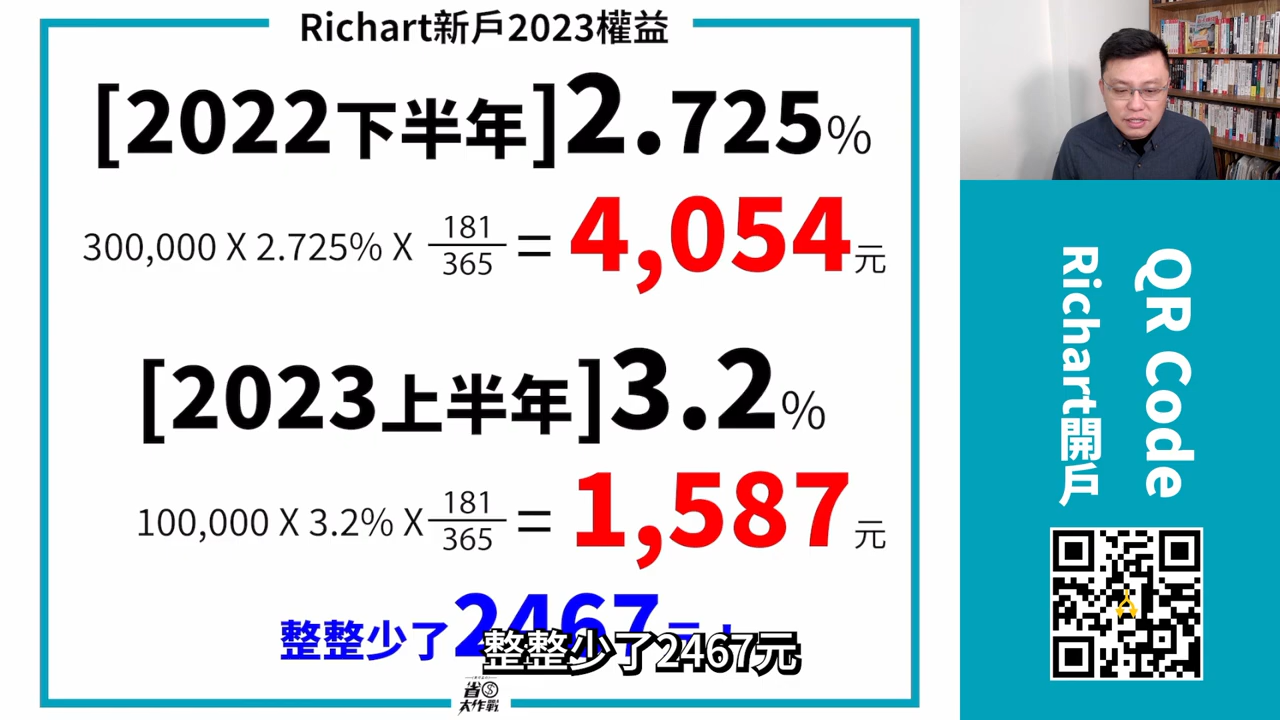 Richart新戶2023權益
[2022下半年]2.725%
300,000 X 2.725% X 181/365 = 4,054元
[2023上半年]3.2%
100,000 X 3.2% X 181/365 = 1,587元
整整少了2467元!
整整少了2467元
省$
大作戰
QR Code
Richart開戶